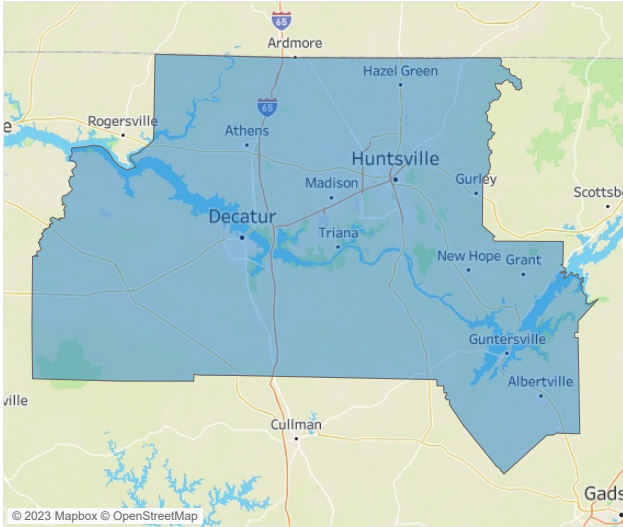 65
Ardmore
Hazel Green
65
Rogersville
e
Athens
Huntsville
Madison
Gurley
Scottsb
Decatur
Triana
New Hope
Grant
Guntersville
Albertville
ville
Cullman
Gads
© 2023 Mapbox © OpenStreetMap